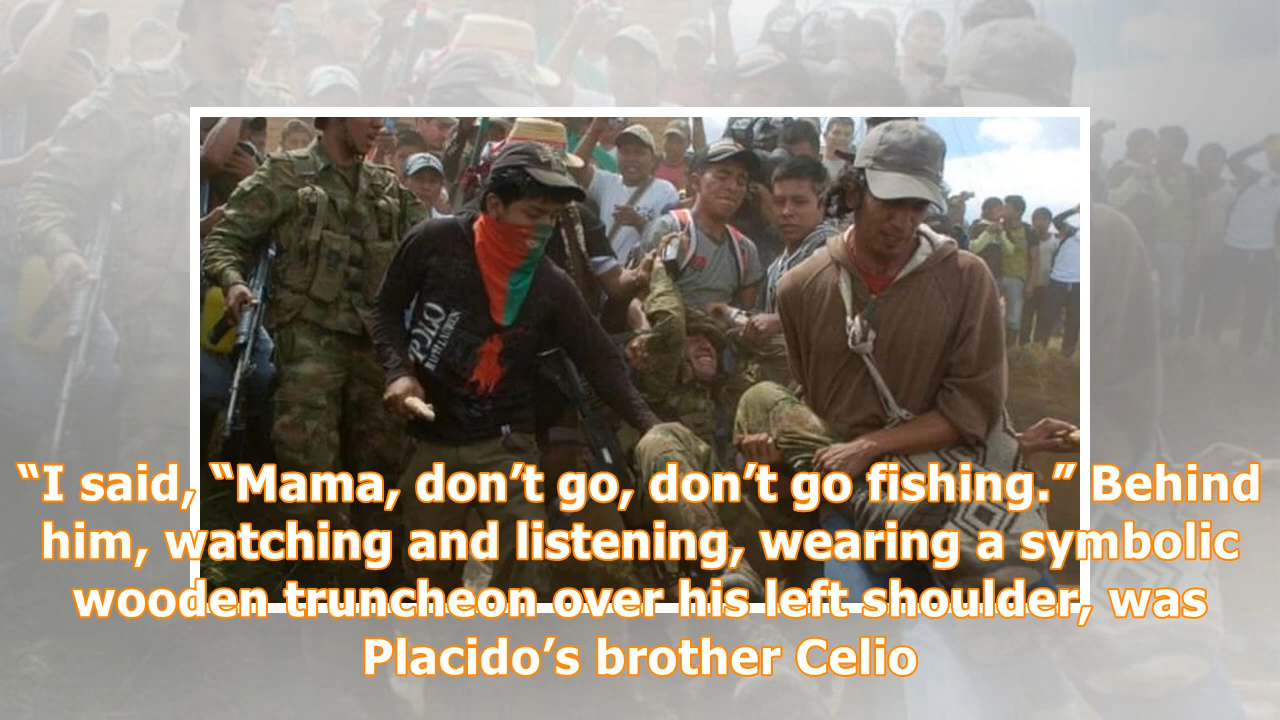 “I said, “Mama, don’t go, don’t go fishing.” Behind
him, watching and listening, wearing a symbolic
wooden truncheon over his left shoulder, was
Placido’s brother Celio
POLO